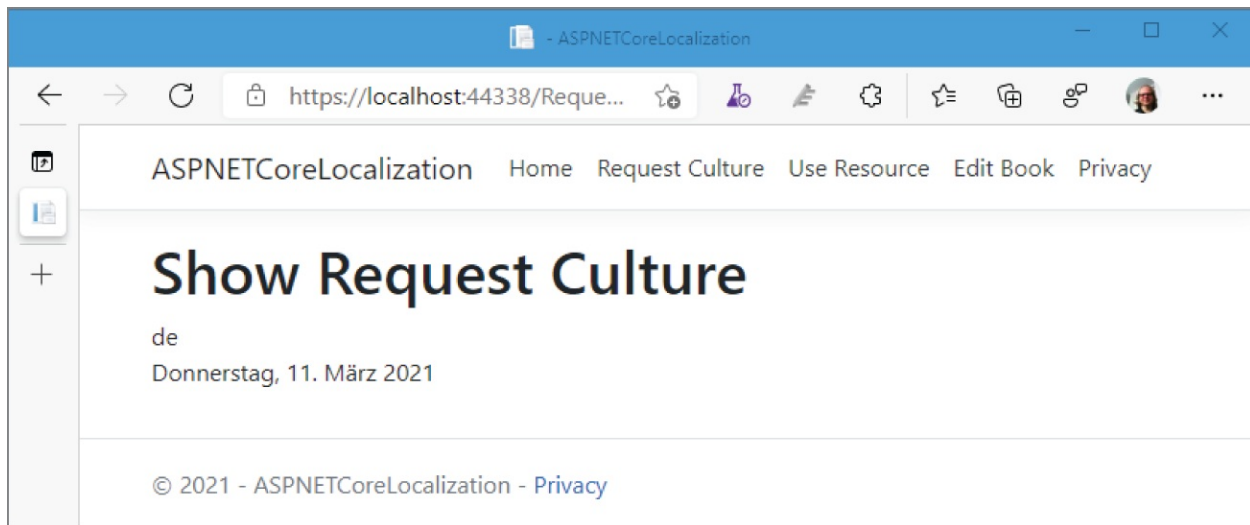 - ASPNETCoreLocalization
https://localhost:44338/Reque...
ASPNETCoreLocalization Home Request Culture Use Resource Edit Book Privacy
Show Request Culture
de
Donnerstag, 11. März 2021
© 2021 - ASPNETCoreLocalization - Privacy